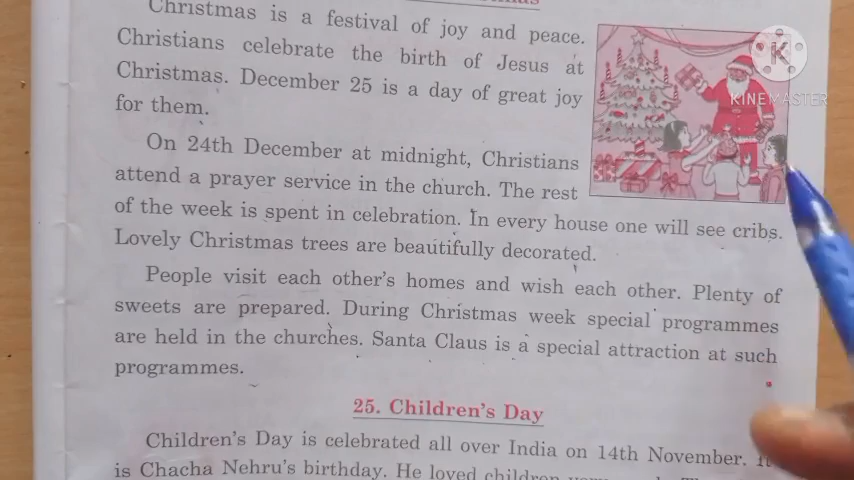 Christmas is a festival of joy and peace.
Christians celebrate the birth of Jesus at
Christmas. December 25 is a day of great joy
for them.
On 24th December at midnight, Christians
attend a prayer service in the church. The rest
of the week is spent in celebration. In every house one will see cribs.
Lovely Christmas trees are beautifully decorated.
People visit each other's homes and wish each other. Plenty of
sweets are prepared. During Christmas week special programmes
are held in the churches. Santa Claus is a special attraction at such
programmes.
25. Children's Day
Children's Day is celebrated all over India on 14th November. It
is Chacha Nehru's birthday. He loved children
KINEMASTER